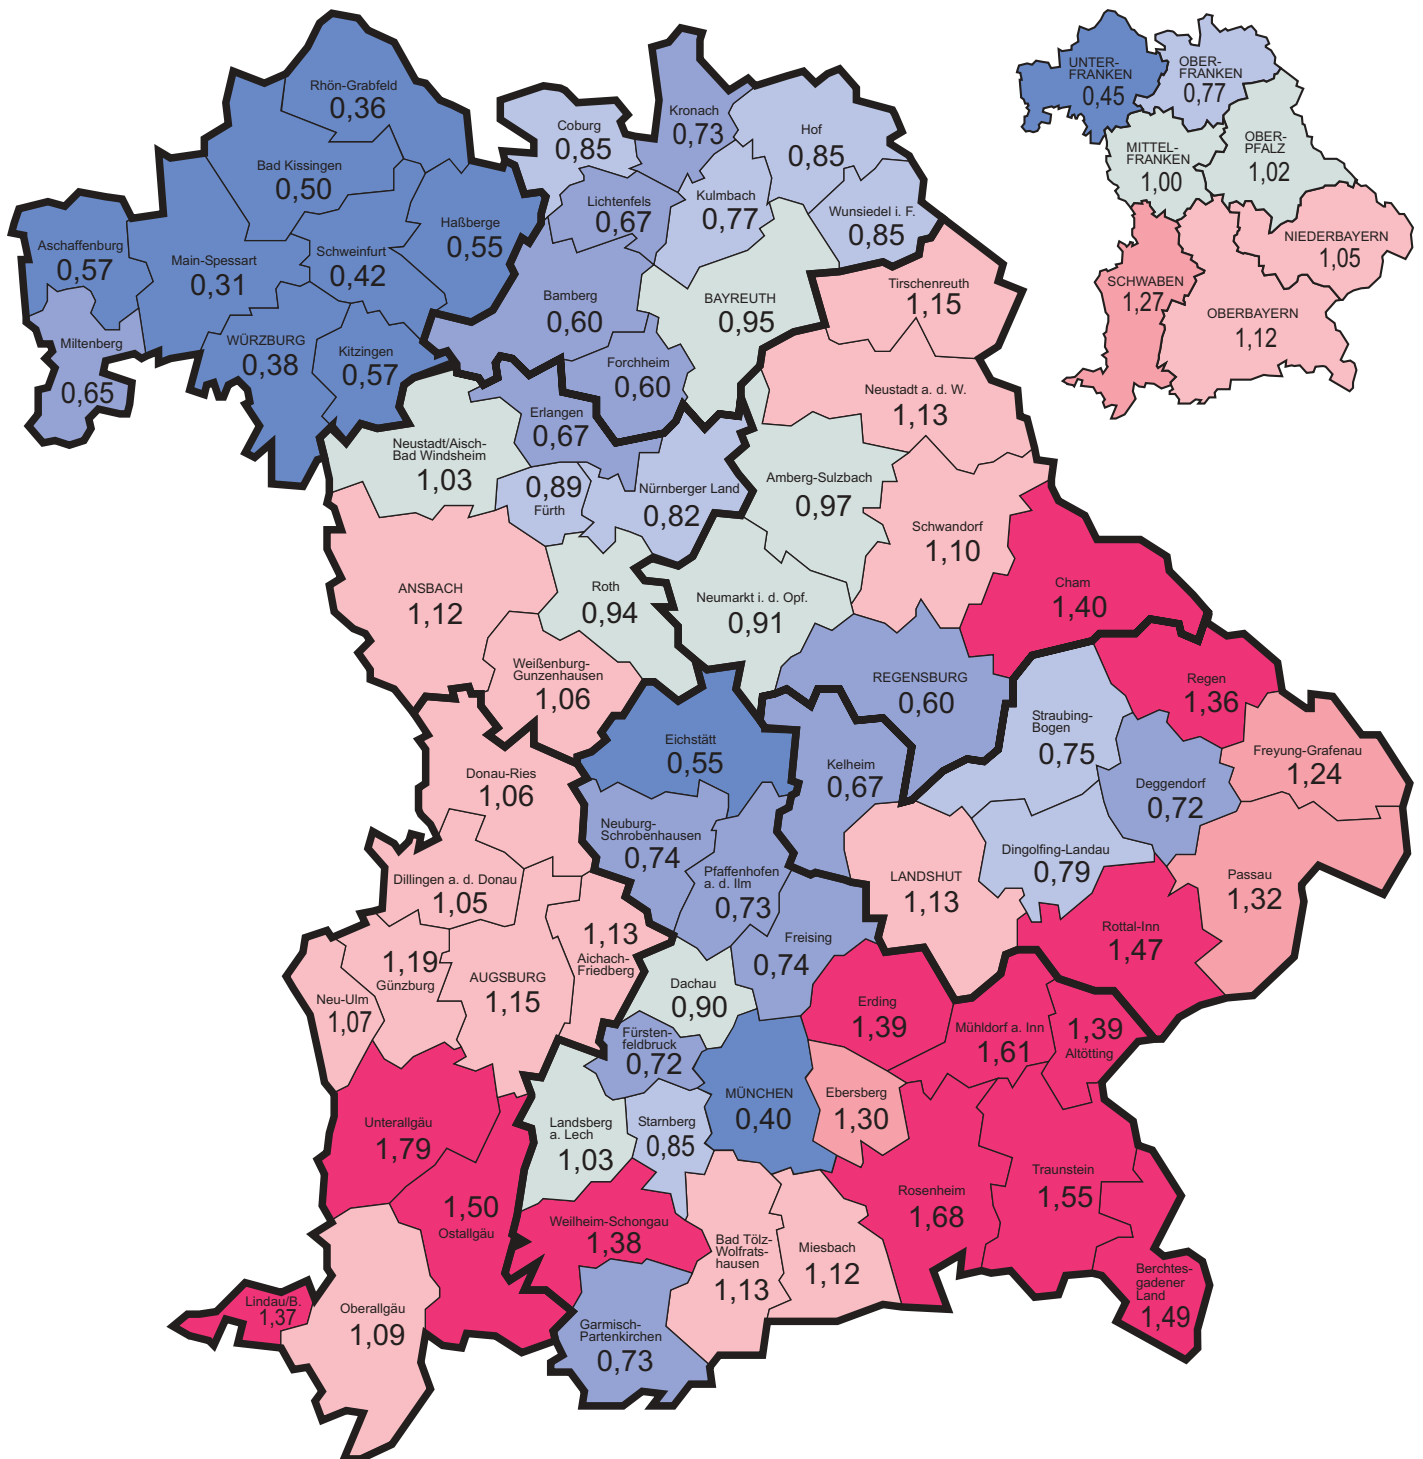 Rhön-Grabfeld
0,36
Bad Kissingen
0,50
Haßberge
0,55
Aschaffenburg
0,57
Main-Spessart
0,31
Schweinfurt
0,42
Miltenberg
0,65
WÜRZBURG
0,38
Kitzingen
0,57
Coburg
0,85
Kronach
0,73
Hof
0,85
Lichtenfels
0,67
Kulmbach
0,77
Wunsiedel i. F.
0,85
Bamberg
0,60
BAYREUTH
0,95
Forchheim
0,60
Tirschenreuth
1,15
Neustadt a. d. W.
1,13
Amberg-Sulzbach
0,97
Schwandorf
1,10
Cham
1,40
Neumarkt i. d. Opf.
0,91
REGENSBURG
0,60
Neustadt/Aisch-
Bad Windsheim
1,03
Erlangen
0,67
0,89
Fürth
Nürnberger Land
0,82
ANSBACH
1,12
Roth
0,94
Weißenburg-
Gunzenhausen
1,06
Regen
1,36
Straubing-
Bogen
0,75
Freyung-Grafenau
1,24
Deggendorf
0,72
Kelheim
0,67
Dingolfing-Landau
0,79
LANDSHUT
1,13
Passau
1,32
Rottal-Inn
1,47
Eichstätt
0,55
Neuburg-
Schrobenhausen
0,74
Pfaffenhofen
a. d. Ilm
0,73
Freising
0,74
Dachau
0,90
Erding
1,39
Mühldorf a. Inn
1,61
1,39
Altötting
Fürsten-
feldbruck
0,72
MÜNCHEN
0,40
Ebersberg
1,30
Landsberg
a. Lech
1,03
Starnberg
0,85
Weilheim-Schongau
1,38
Bad Tölz-
Wolfrats-
hausen
1,13
Miesbach
1,12
Rosenheim
1,68
Traunstein
1,55
Berchtes-
gadener
Land
1,49
Garmisch-
Partenkirchen
0,73
Donau-Ries
1,06
Dillingen a. d. Donau
1,05
1,13
Aichach-
Friedberg
1,19
Günzburg
AUGSBURG
1,15
Neu-Ulm
1,07
Unterallgäu
1,79
1,50
Ostallgäu
Oberallgäu
1,09
Lindau/B.
1,37
UNTER-
FRANKEN
0,45
OBER-
FRANKEN
0,77
MITTEL-
FRANKEN
1,00
OBER-
PFALZ
1,02
NIEDERBAYERN
1,05
SCHWABEN
1,27
OBERBAYERN
1,12